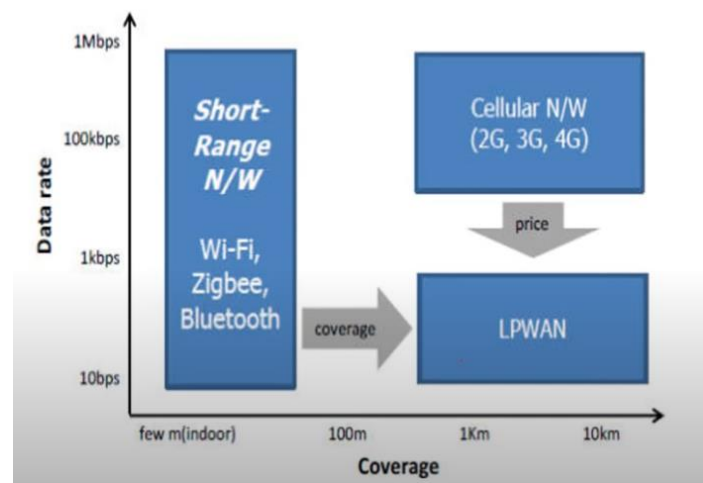 1Mbps
100kbps
1kbps
10bps
Data rate
Short-
Range
N/W
Wi-Fi,
Zigbee,
Bluetooth
coverage
Cellular N/W
(2G, 3G, 4G)
price
LPWAN
few m(indoor)
100m
1Km
10km
Coverage